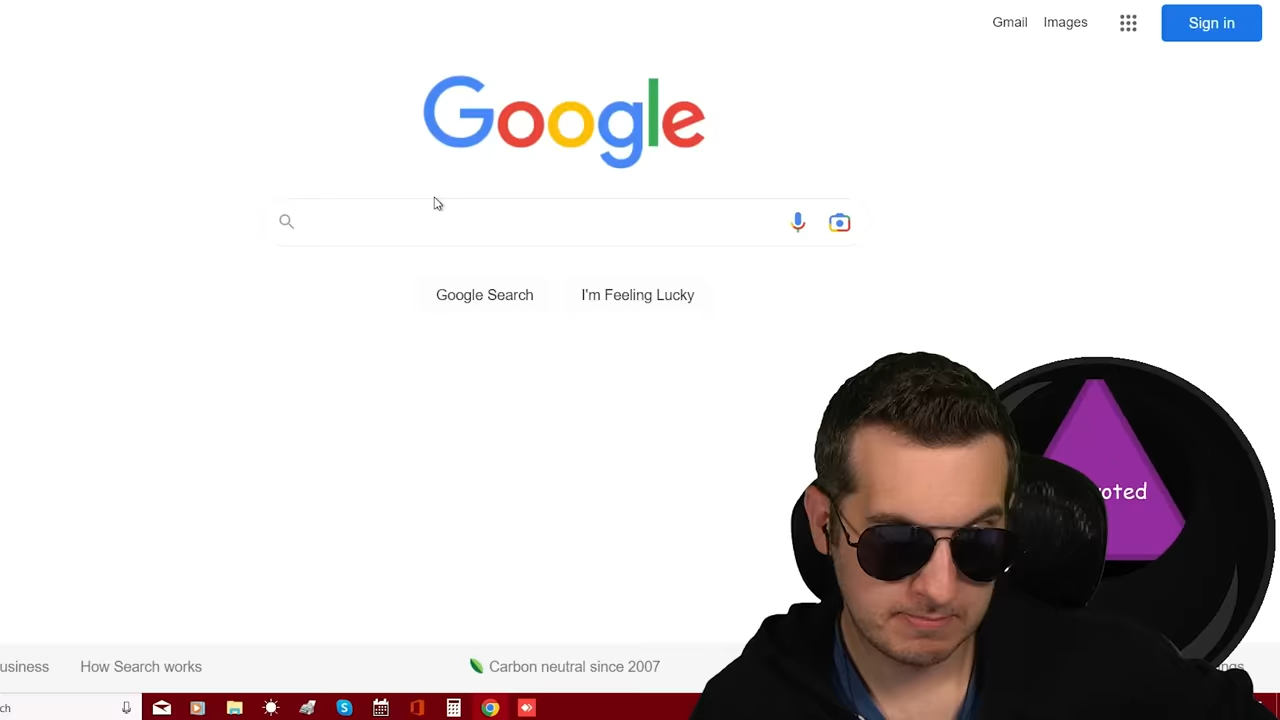 Gmail Images Sign in
Google
Google Search I'm Feeling Lucky
oted
usiness How Search works Carbon neutral since 2007 ngs
ch